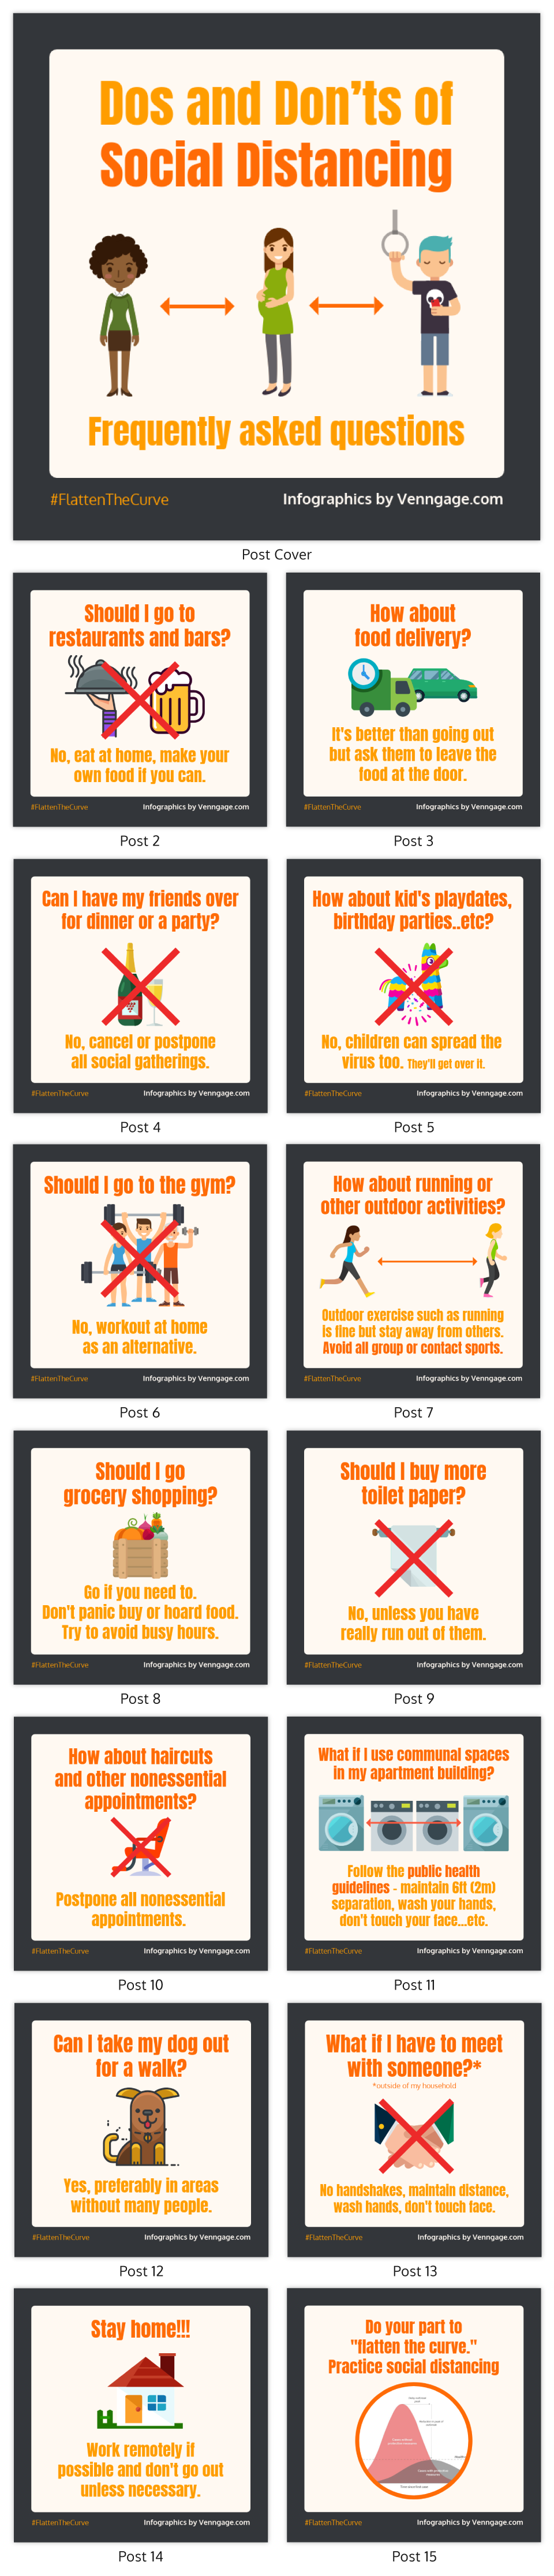 Dos and Don'ts of
Social Distancing
Frequently asked questions
#FlattenTheCurve
Infographics by Venngage.com
Post Cover
Should I go to
restaurants and bars?
No, eat at home, make your
own food if you can.
#FlattenTheCurve
Infographics by Venngage.com
Post 2
How about
food delivery?
It's better than going out
but ask them to leave the
food at the door.
#FlattenTheCurve
Infographics by Venngage.com
Post 3
Can I have my friends over
for dinner or a party?
No, cancel or postpone
all social gatherings.
#FlattenTheCurve
Infographics by Venngage.com
Post 4
How about kid's playdates,
birthday parties..etc?
No, children can spread the
virus too. They'll get over it.
#FlattenTheCurve
Infographics by Venngage.com
Post 5
Should I go to the gym?
No, workout at home
as an alternative.
#FlattenTheCurve
Infographics by Venngage.com
Post 6
How about running or
other outdoor activities?
Outdoor exercise such as running
is fine but stay away from others.
Avoid all group or contact sports.
#FlattenTheCurve
Infographics by Venngage.com
Post 7
Should I go
grocery shopping?
Go if you need to.
Don't panic buy or hoard food.
Try to avoid busy hours.
#FlattenTheCurve
Infographics by Venngage.com
Post 8
Should I buy more
toilet paper?
No, unless you have
really run out of them.
#FlattenTheCurve
Infographics by Venngage.com
Post 9
How about haircuts
and other nonessential
appointments?
Postpone all nonessential
appointments.
#FlattenTheCurve
Infographics by Venngage.com
Post 10
What if I use communal spaces
in my apartment building?
Follow the public health
guidelines - maintain 6ft (2m)
separation, wash your hands,
don't touch your face...etc.
#FlattenTheCurve
Infographics by Venngage.com
Post 11
Can I take my dog out
for a walk?
Yes, preferably in areas
without many people.
#FlattenTheCurve
Infographics by Venngage.com
Post 12
What if I have to meet
with someone?*
*outside of my household
No handshakes, maintain distance,
wash hands, don't touch face.
#FlattenTheCurve
Infographics by Venngage.com
Post 13
Stay home!!!
Work remotely if
possible and don't go out
unless necessary.
#FlattenTheCurve
Infographics by Venngage.com
Post 14
Do your part to
"flatten the curve."
Practice social distancing
#FlattenTheCurve
Infographics by Venngage.com
Post 15